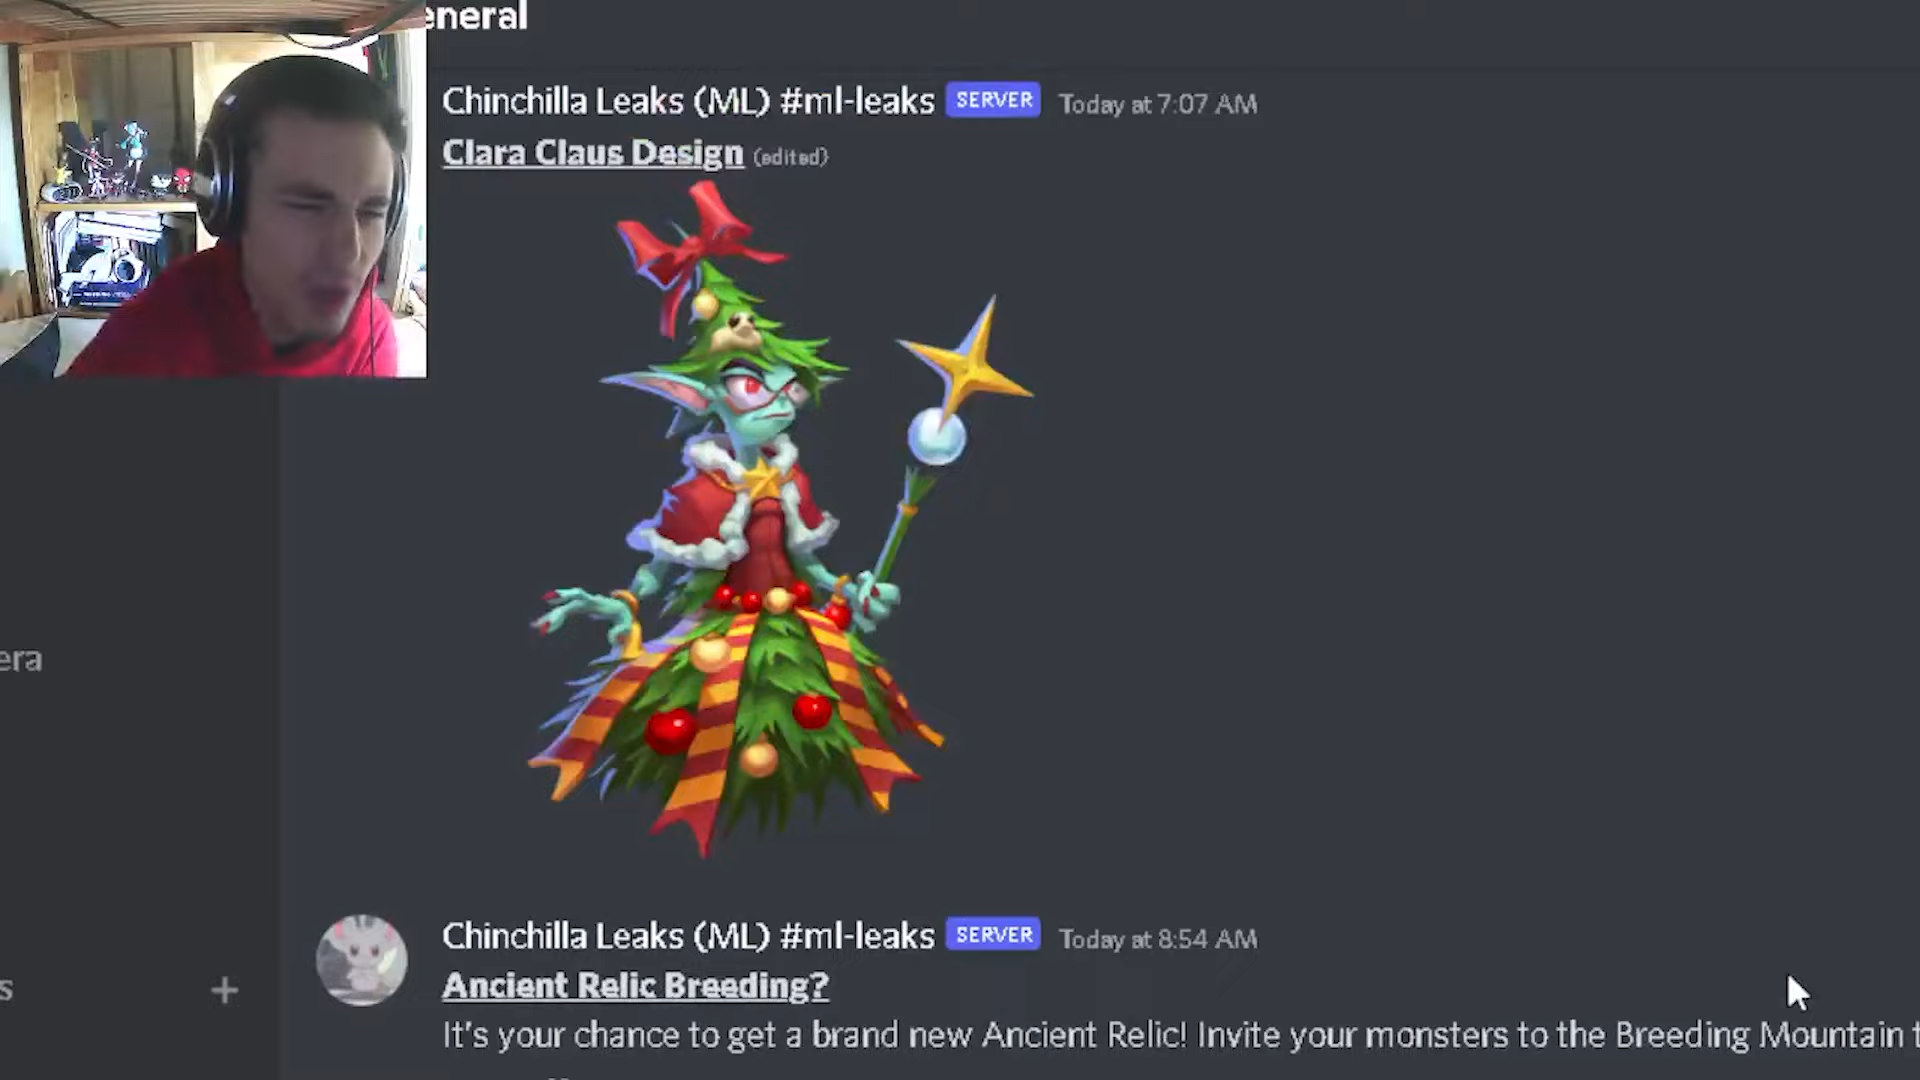 eneral
Chinchilla Leaks (ML) #ml-leaks SERVER Today at 7:07 AM
Clara Claus Design (edited)
era
Chinchilla Leaks (ML) #ml-leaks SERVER Today at 8:54 AM
s +
Ancient Relic Breeding?
It's your chance to get a brand new Ancient Relic! Invite your monsters to the Breeding Mountain t